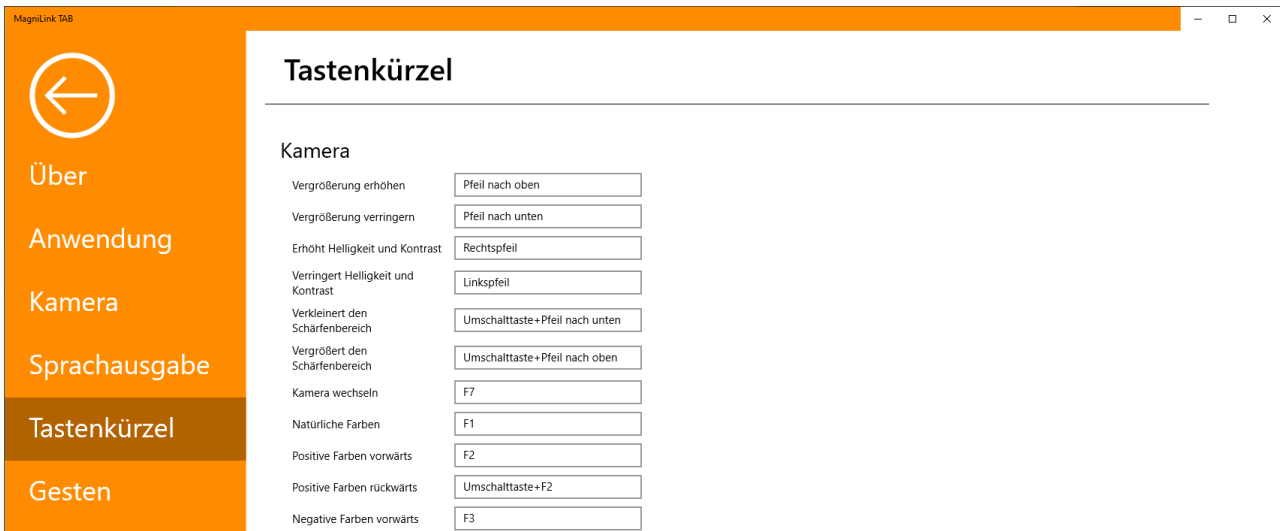 MagniLink TAB
Über
Anwendung
Kamera
Sprachausgabe
Tastenkürzel
Gesten
Tastenkürzel
Kamera
Vergrößerung erhöhen Pfeil nach oben
Vergrößerung verringern Pfeil nach unten
Erhöht Helligkeit und Kontrast Rechtspfeil
Verringert Helligkeit und
Kontrast Linkspfeil
Verkleinert den
Schärfenbereich Umschalttaste+Pfeil nach unten
Vergrößert den
Schärfenbereich Umschalttaste+Pfeil nach oben
Kamera wechseln F7
Natürliche Farben F1
Positive Farben vorwärts F2
Positive Farben rückwärts Umschalttaste+F2
Negative Farben vorwärts F3